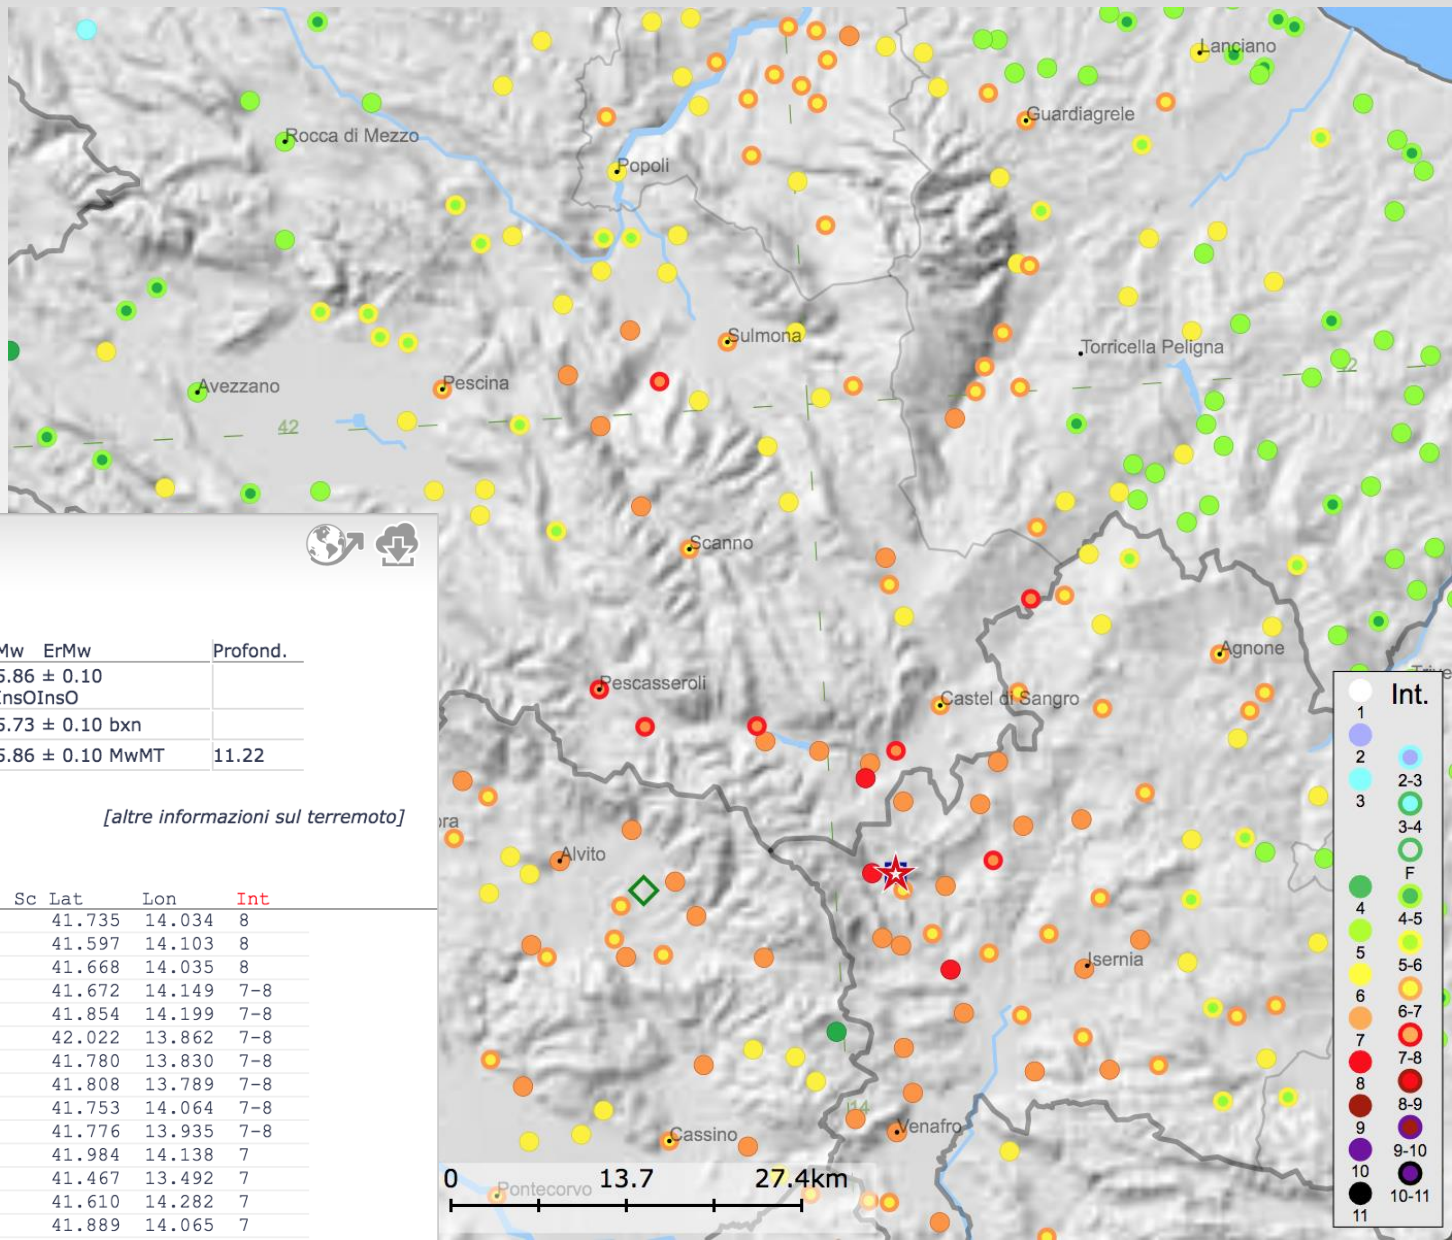 Lanciano
Guardiagrele
Rocca di Mezzo
Popoli
Sulmona
Torricella Peligna
Avezzano
Pescina
42
Scanno
Agnone
Pescasseroli
Castel di Sangro
Alvito
Isernia
14
Venafro
Cassino
Pontecorvo
0 13.7 27.4km
Mw ErMw Profond.
5.86 ± 0.10
InsOInsO
5.73 ± 0.10 bxn
5.86 ± 0.10 MwMT 11.22
[altre informazioni sul terremoto]
Sc Lat Lon Int
41.735 14.034 8
41.597 14.103 8
41.668 14.035 8
41.672 14.149 7-8
41.854 14.199 7-8
42.022 13.862 7-8
41.780 13.830 7-8
41.808 13.789 7-8
41.753 14.064 7-8
41.776 13.935 7-8
41.984 14.138 7
41.467 13.492 7
41.610 14.282 7
41.889 14.065 7
Int.
1
2
2-3
3
3-4
F
4
4-5
5
5-6
6
6-7
7
7-8
8
8-9
9
9-10
10
10-11
11